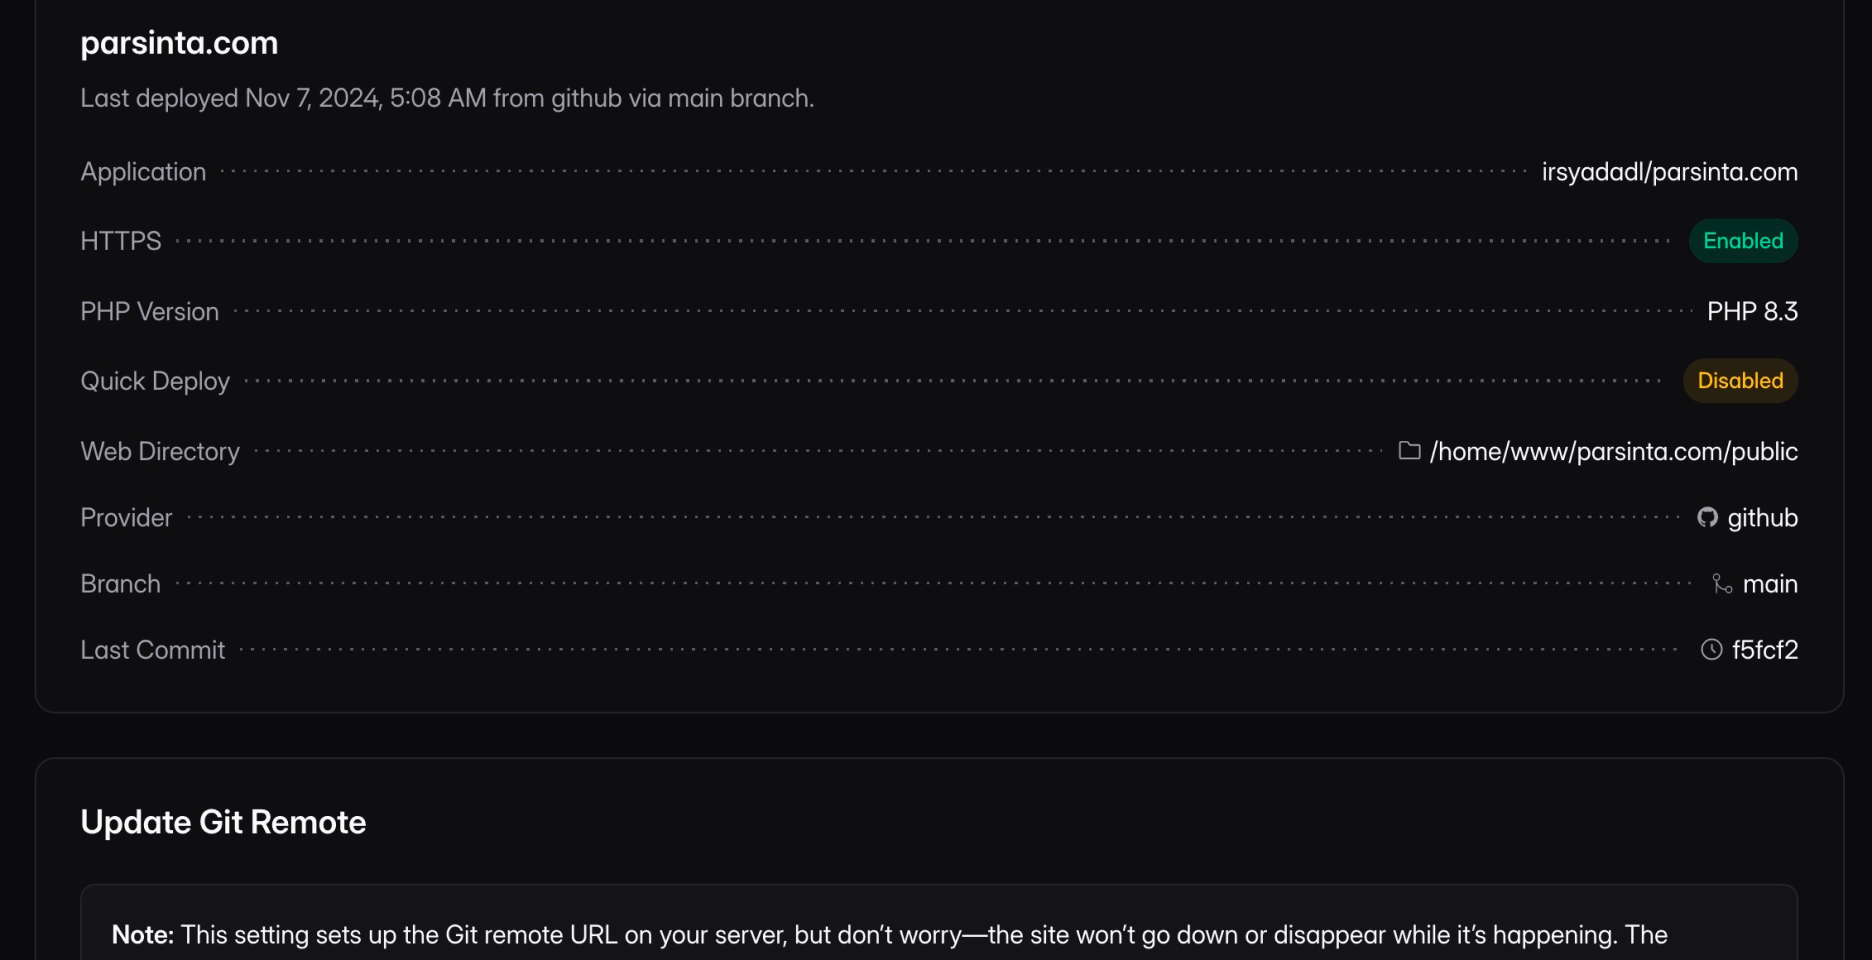 parsinta.com
Last deployed Nov 7, 2024, 5:08 AM from github via main branch.
Application irsyadadl/parsinta.com
HTTPS Enabled
PHP Version PHP 8.3
Quick Deploy Disabled
Web Directory /home/www/parsinta.com/public
Provider github
Branch main
Last Commit f5fcf2
Update Git Remote
Note: This setting sets up the Git remote URL on your server, but don’t worry—the site won’t go down or disappear while it’s happening. The